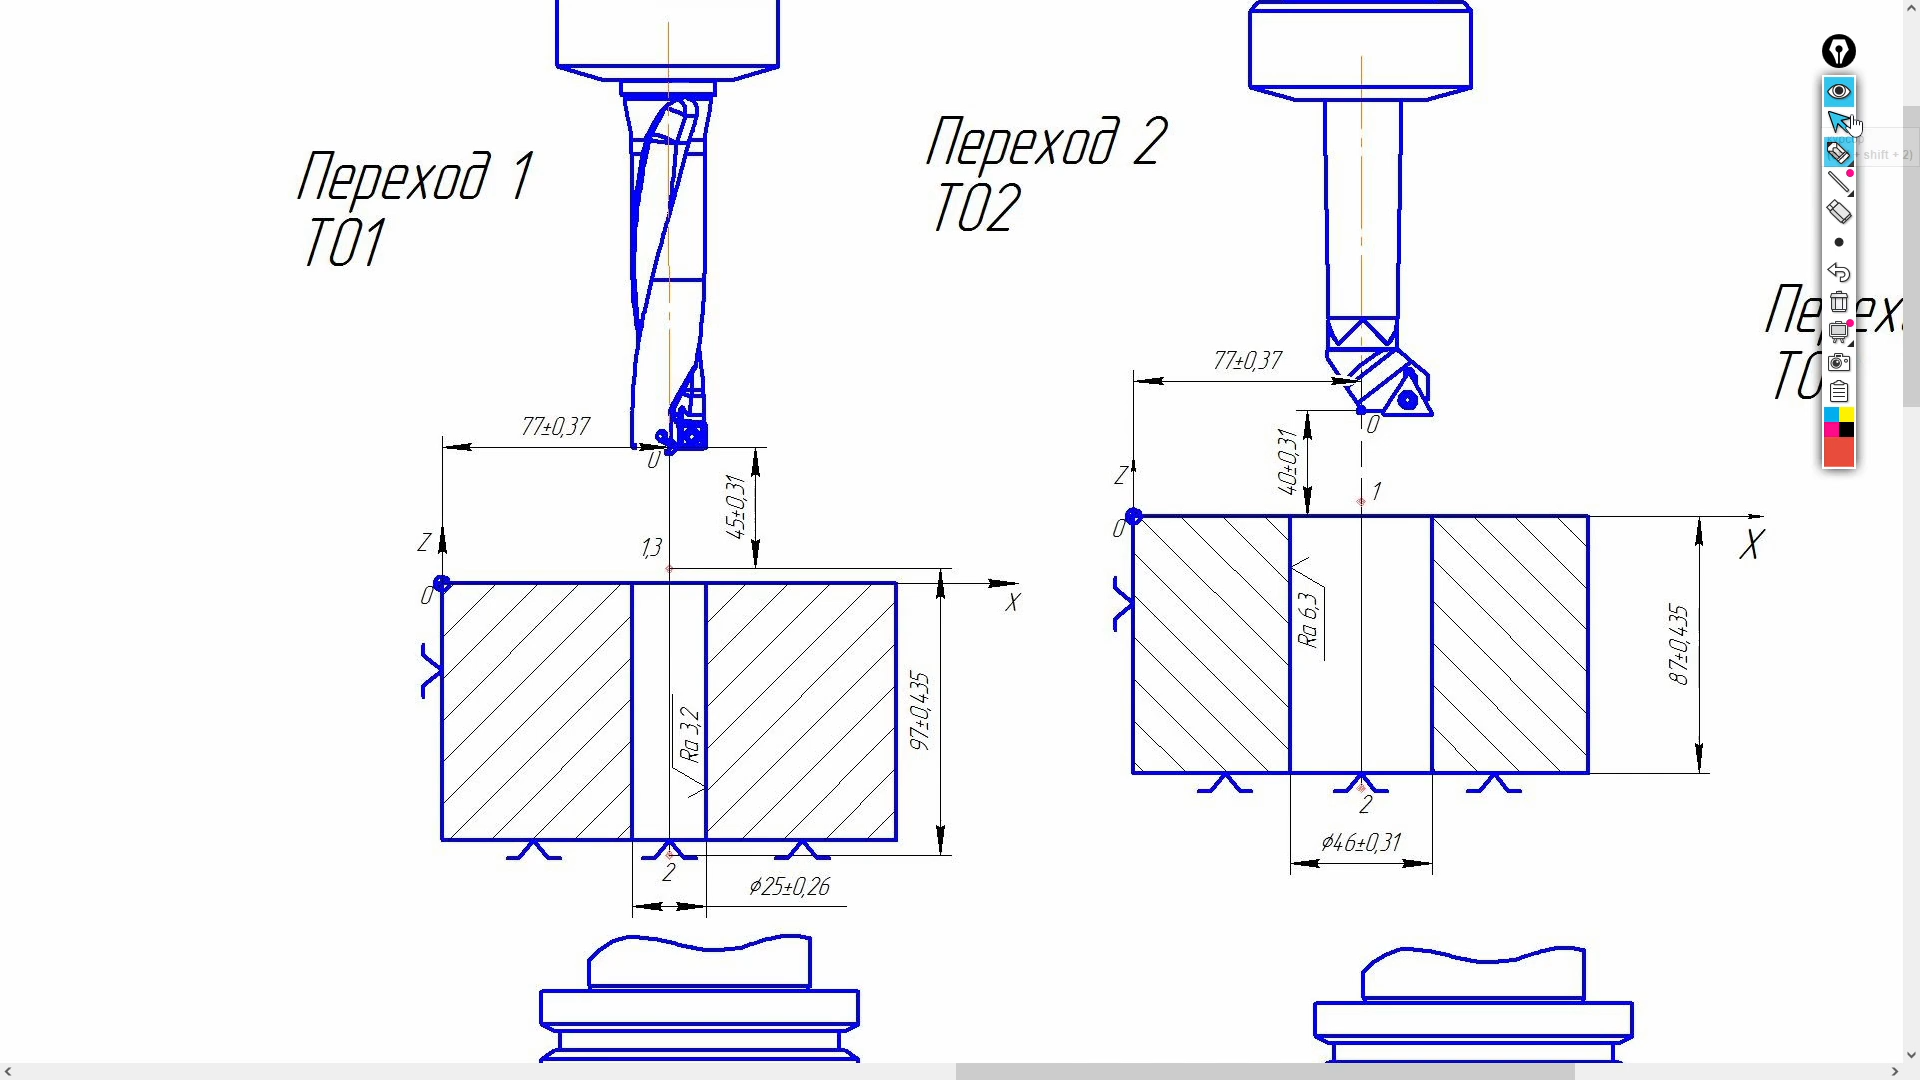 Переход 1
Т01
77±0,37
0
45±0,31
Z
1,3
0
X
97±0,435
Ra 3,2
2
⌀25±0,26
Переход 2
Т02
77±0,37
0
40±0,31
Z
1
0
X
Ra 6,3
87±0,435
2
⌀46±0,31
shift + 2)